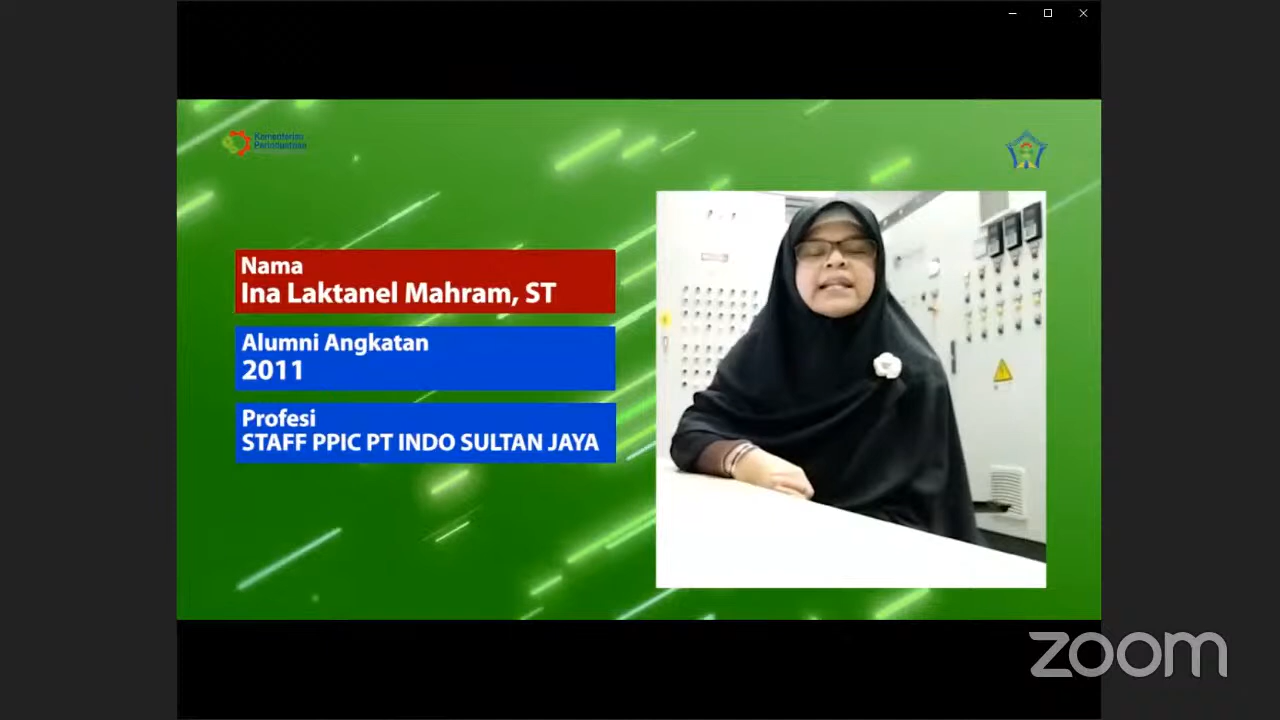 Kementerian
Perindustrian
Nama
Ina Laktanel Mahram, ST
Alumni Angkatan
2011
Profesi
STAFF PPIC PT INDO SULTAN JAYA
zoom